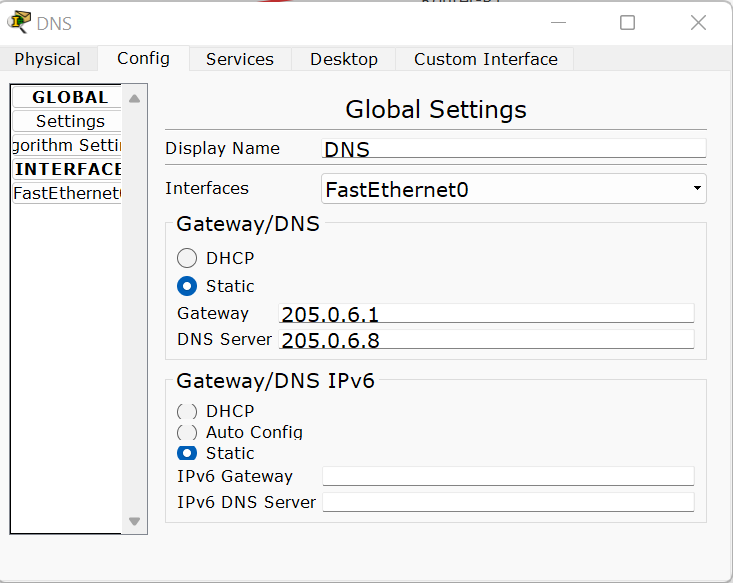 DNS
Physical Config Services Desktop Custom Interface
GLOBAL
Settings
gorithm Setti
INTERFACE
FastEthernet0
Global Settings
Display Name DNS
Interfaces FastEthernet0
Gateway/DNS
DHCP
Static
Gateway 205.0.6.1
DNS Server 205.0.6.8
Gateway/DNS IPv6
DHCP
Auto Config
Static
IPv6 Gateway
IPv6 DNS Server